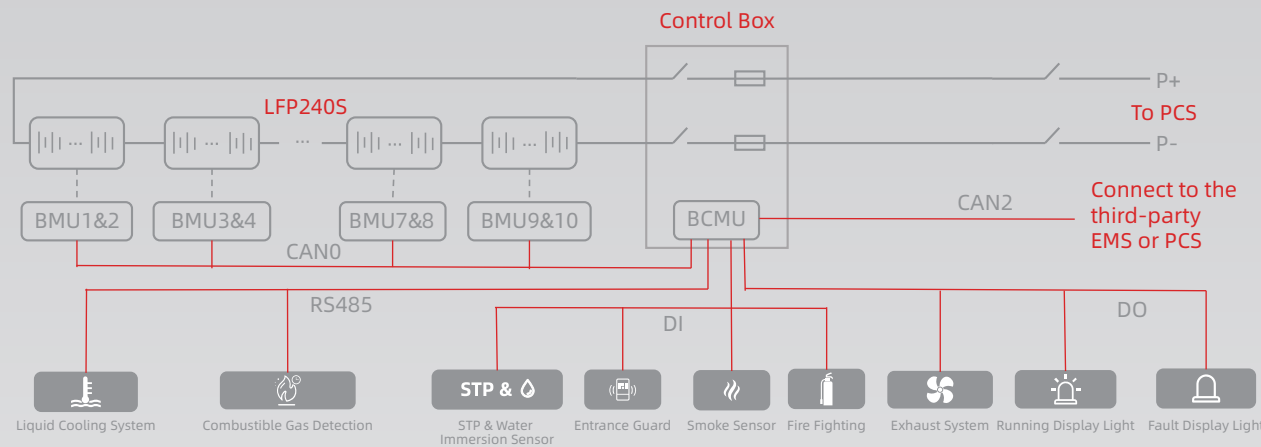 Control Box
P+
LFP240S
To PCS
P-
BMU1&2
BMU3&4
BMU7&8
BMU9&10
BCMU
CAN2
Connect to the
third-party
EMS or PCS
CAN0
RS485
DI
DO
STP &
Liquid Cooling System
Combustible Gas Detection
STP & Water
Immersion Sensor
Entrance Guard
Smoke Sensor
Fire Fighting
Exhaust System
Running Display Light
Fault Display Light